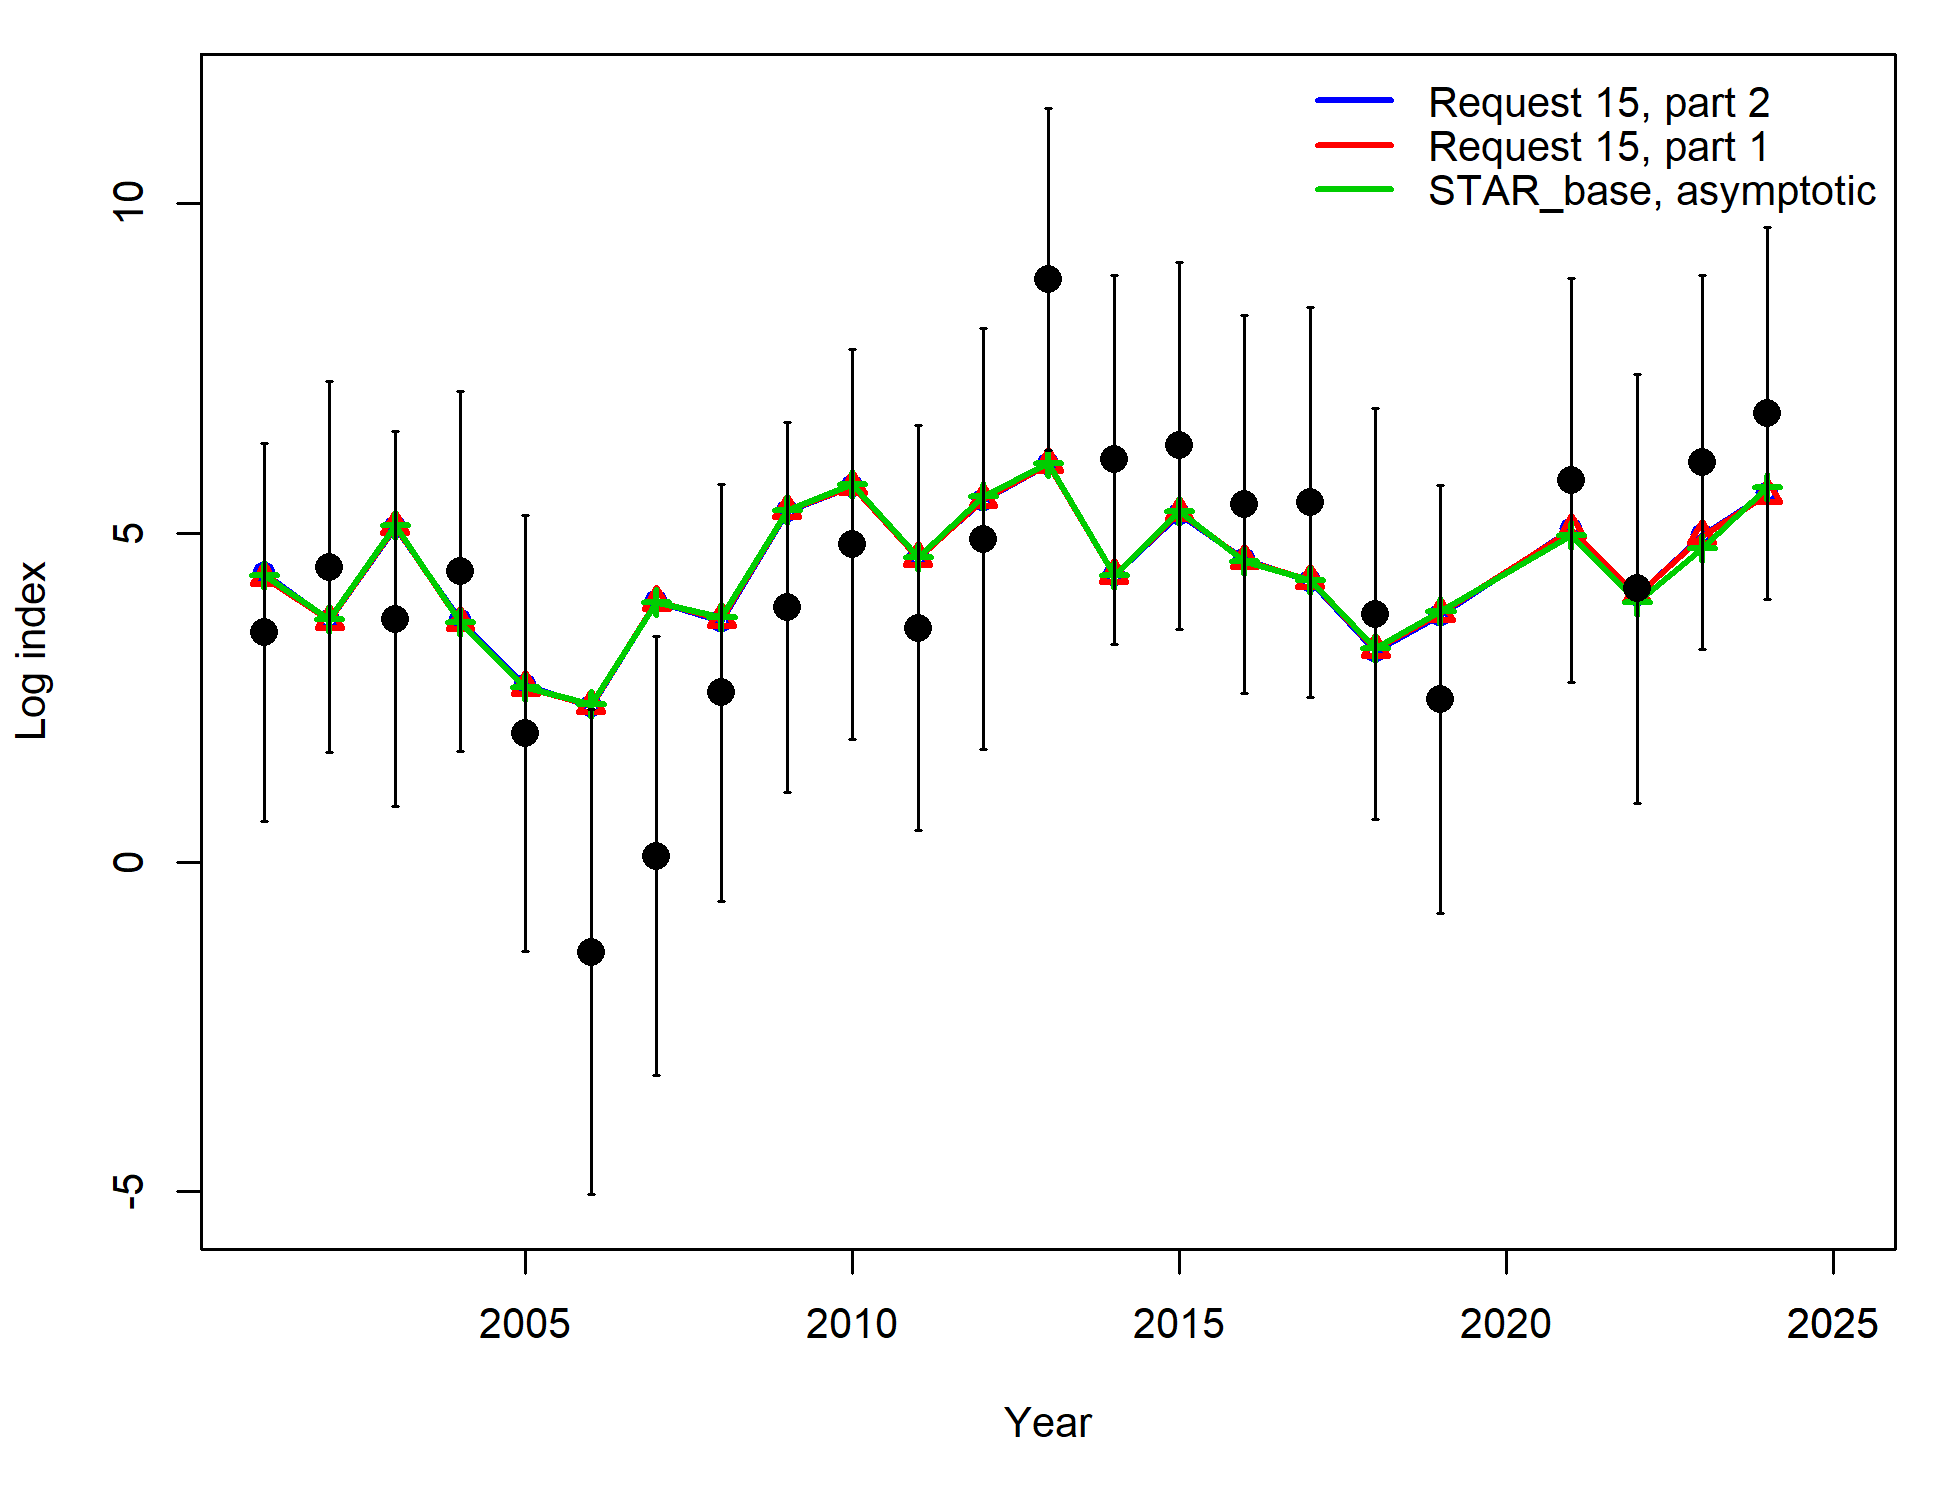 Request 15, part 2
Request 15, part 1
STAR_base, asymptotic
10
5
0
-5
Log index
2005 2010 2015 2020 2025
Year